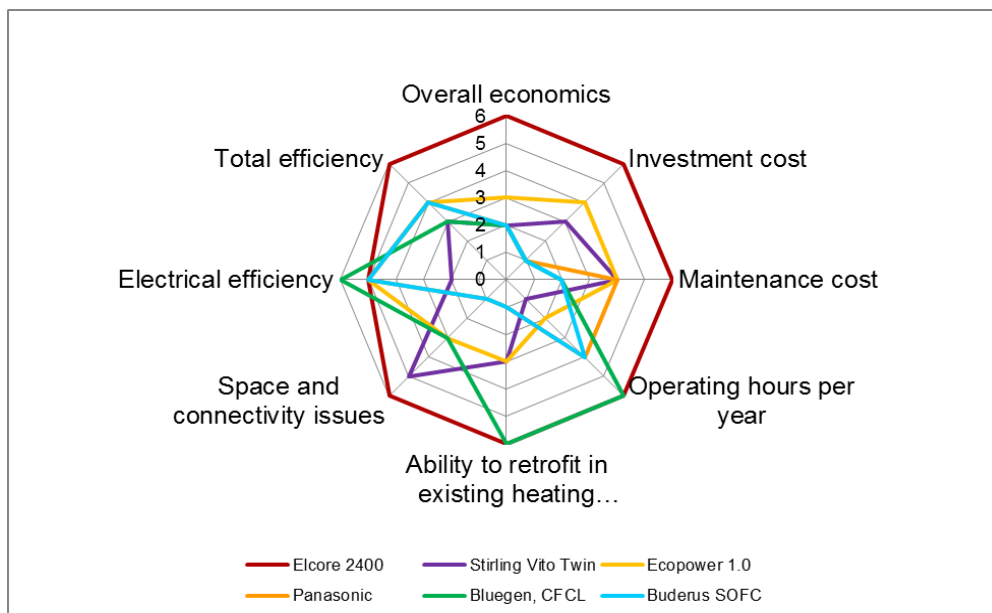 Overall economics
6
5
4
3
2
1
0
Total efficiency
Investment cost
Electrical efficiency
Maintenance cost
Space and
connectivity issues
Operating hours per
year
Ability to retrofit in
existing heating…
Elcore 2400
Stirling Vito Twin
Ecopower 1.0
Panasonic
Bluegen, CFCL
Buderus SOFC